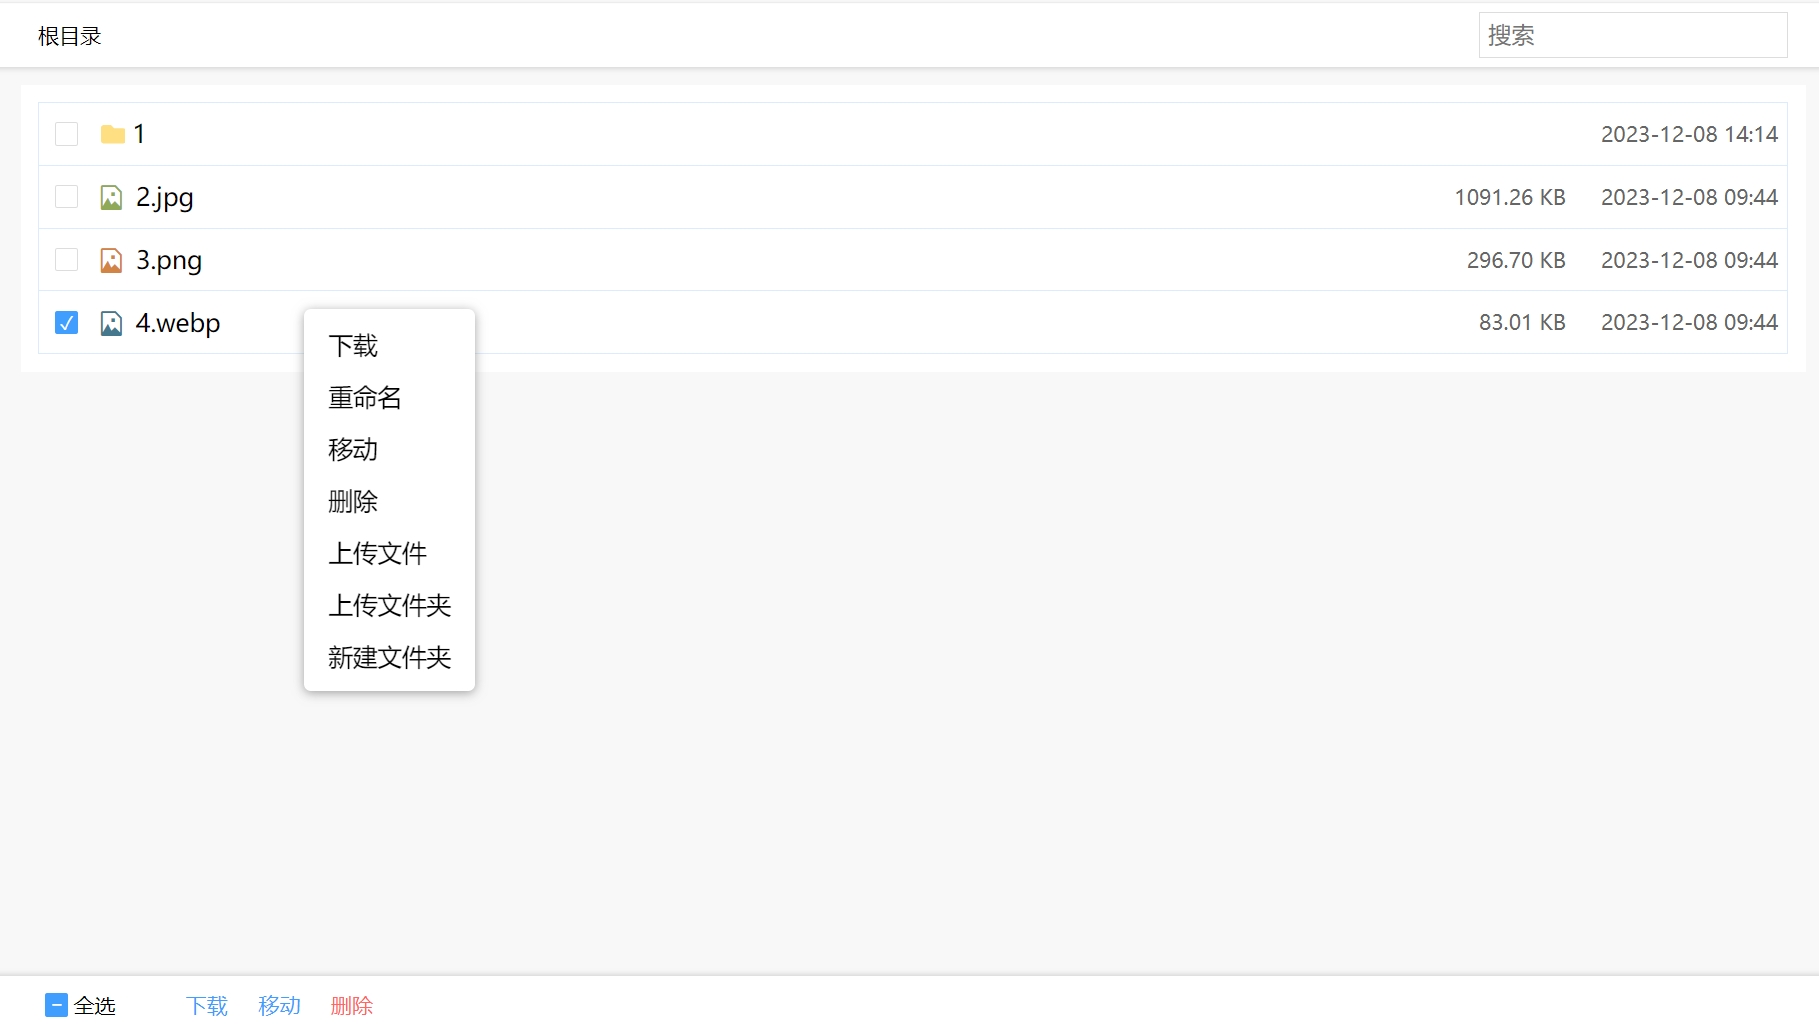 根目录
搜索
1 2023-12-08 14:14
2.jpg 1091.26 KB 2023-12-08 09:44
3.png 296.70 KB 2023-12-08 09:44
4.webp 83.01 KB 2023-12-08 09:44
下载
重命名
移动
删除
上传文件
上传文件夹
新建文件夹
全选 下载 移动 删除